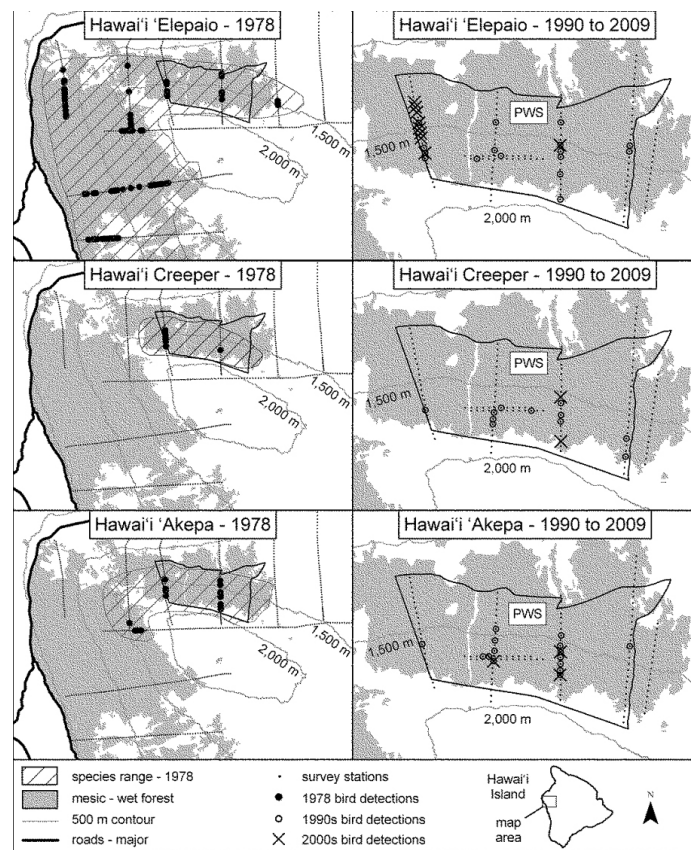 Hawai‘i ‘Elepaio - 1978
2,000 m
1,500 m
Hawai‘i ‘Elepaio - 1990 to 2009
PWS
1,500 m
2,000 m
Hawai‘i Creeper - 1978
2,000 m
1,500 m
Hawai‘i Creeper - 1990 to 2009
PWS
1,500 m
2,000 m
Hawai‘i ‘Akepa - 1978
2,000 m
1,500 m
Hawai‘i ‘Akepa - 1990 to 2009
PWS
1,500 m
2,000 m
species range - 1978
mesic - wet forest
500 m contour
roads - major
survey stations
1978 bird detections
1990s bird detections
2000s bird detections
Hawai‘i
Island
map
area
N